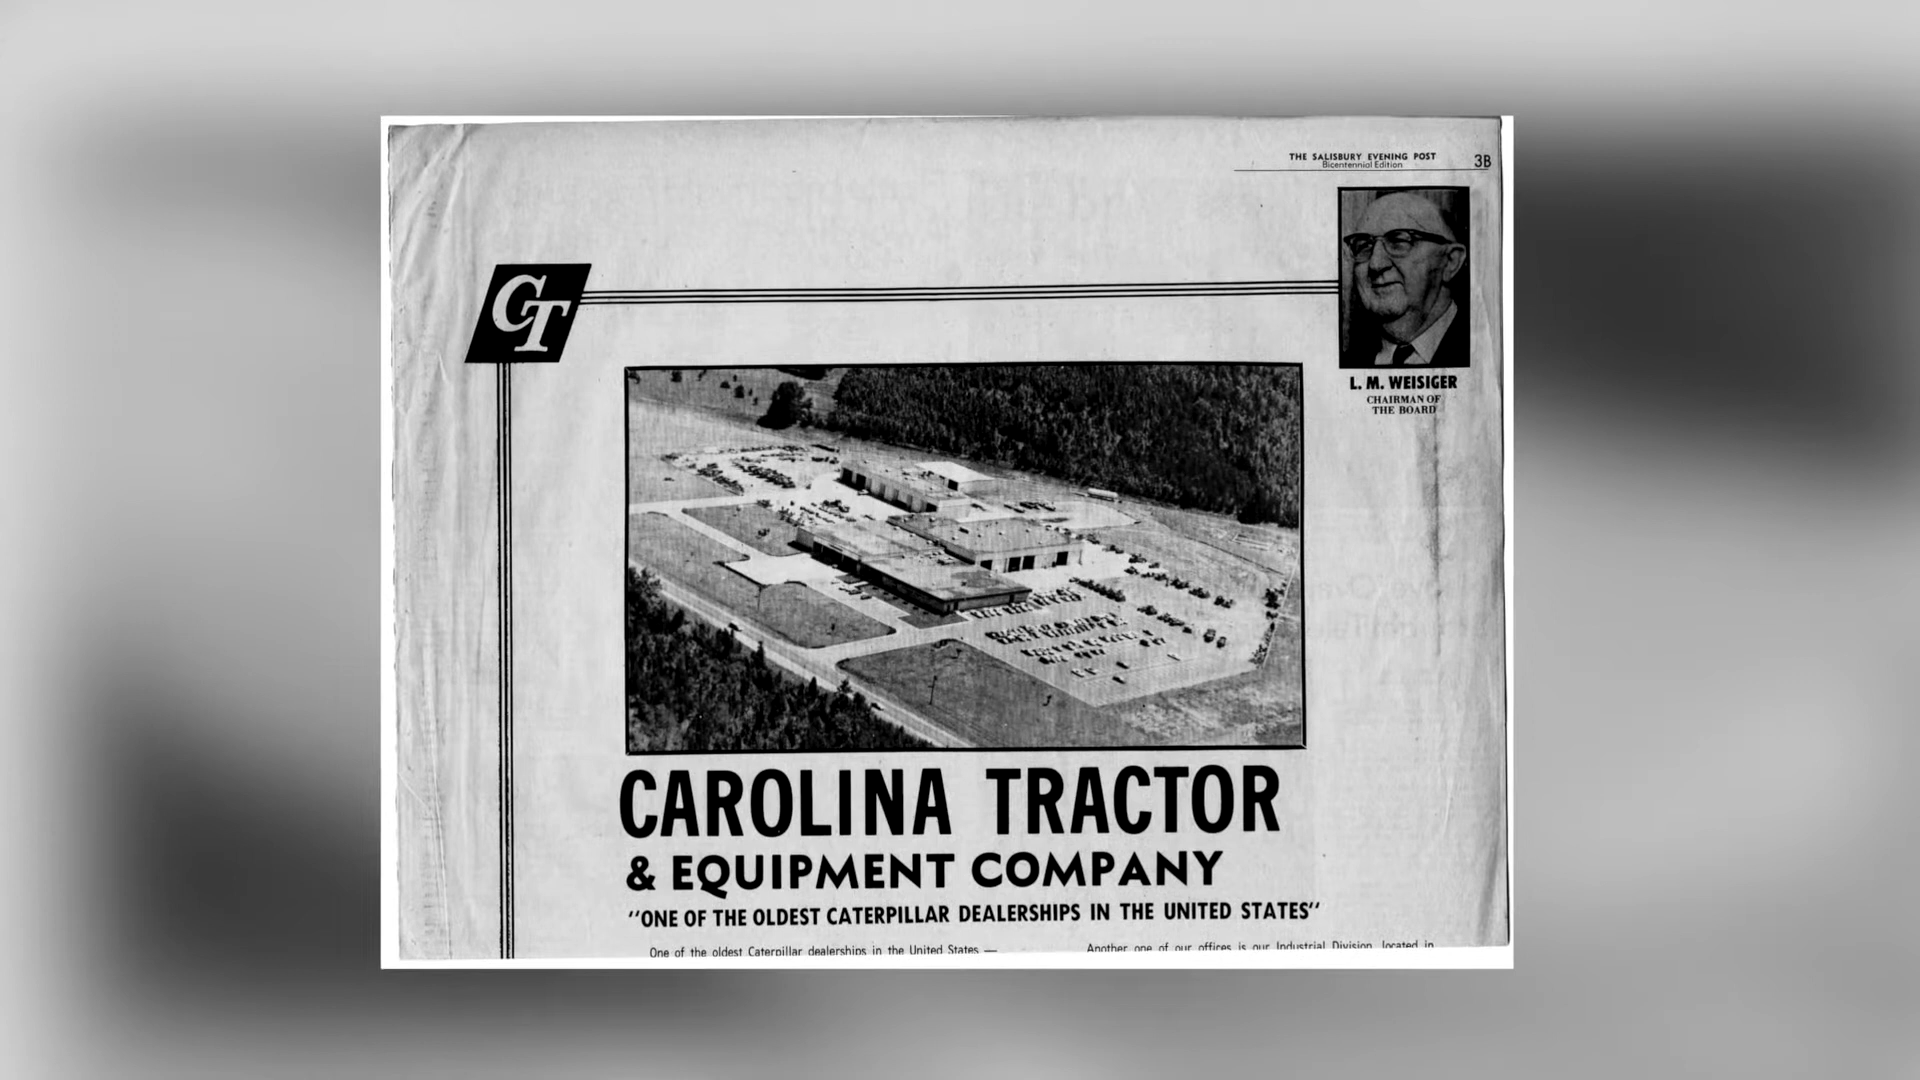 THE SALISBURY EVENING POST
Bicentennial Edition
3B
CT
L. M. WEISIGER
CHAIRMAN OF
THE BOARD
CAROLINA TRACTOR
& EQUIPMENT COMPANY
"ONE OF THE OLDEST CATERPILLAR DEALERSHIPS IN THE UNITED STATES"
One of the oldest Caterpillar dealerships in the United States —
Another one of our offices is our Industrial Division, located in